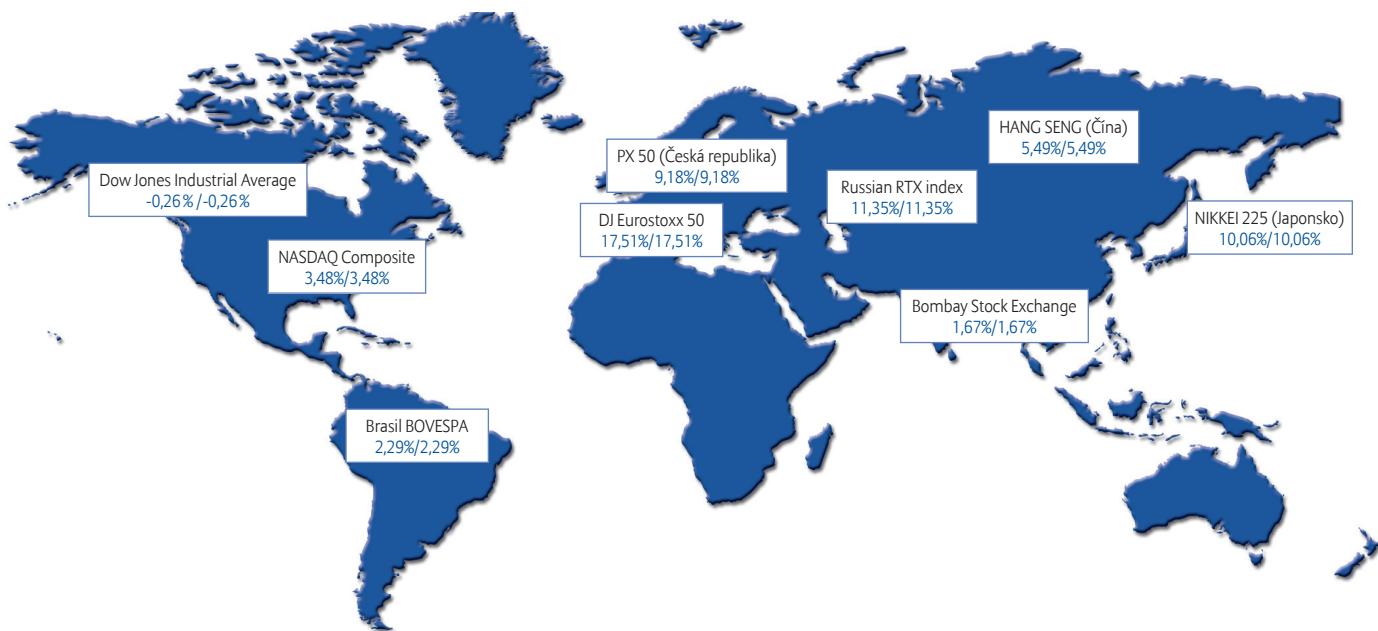 HANG SENG (Čína)
5,49%/5,49%
PX 50 (Česká republika)
9,18%/9,18%
Dow Jones Industrial Average
-0,26%/-0,26%
Russian RTX index
11,35%/11,35%
DJ Eurostoxx 50
17,51%/17,51%
NIKKEI 225 (Japonsko)
10,06%/10,06%
NASDAQ Composite
3,48%/3,48%
Bombay Stock Exchange
1,67%/1,67%
Brasil BOVESPA
2,29%/2,29%